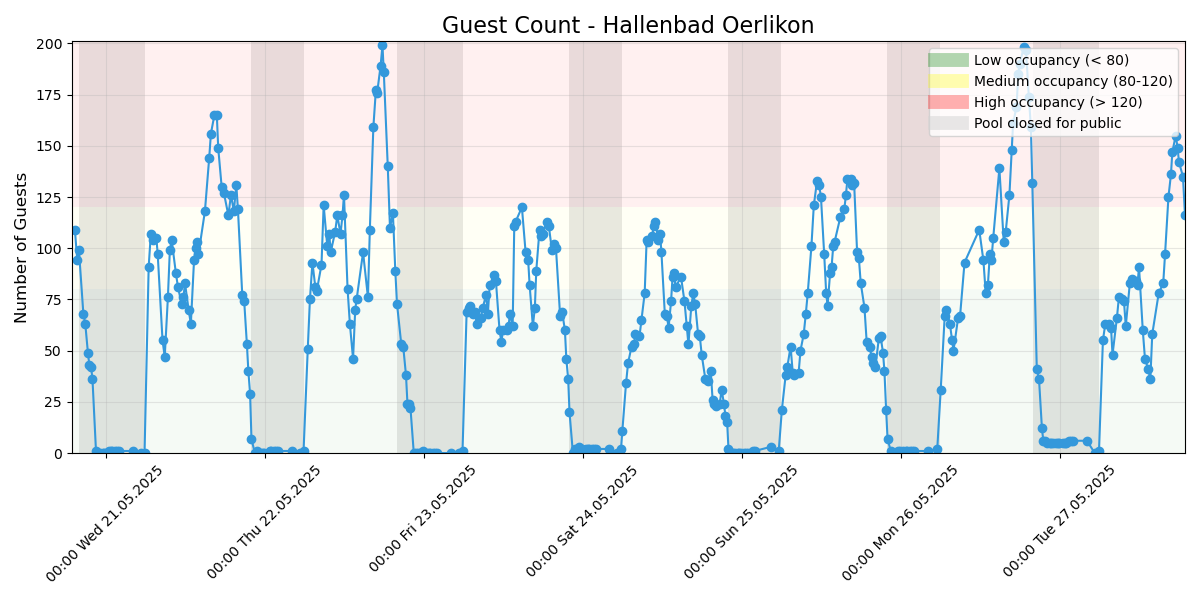 Guest Count - Hallenbad Oerlikon
Number of Guests
200
175
150
125
100
75
50
25
0
Low occupancy (< 80)
Medium occupancy (80-120)
High occupancy (> 120)
Pool closed for public
00:00 Wed 21.05.2025
00:00 Thu 22.05.2025
00:00 Fri 23.05.2025
00:00 Sat 24.05.2025
00:00 Sun 25.05.2025
00:00 Mon 26.05.2025
00:00 Tue 27.05.2025